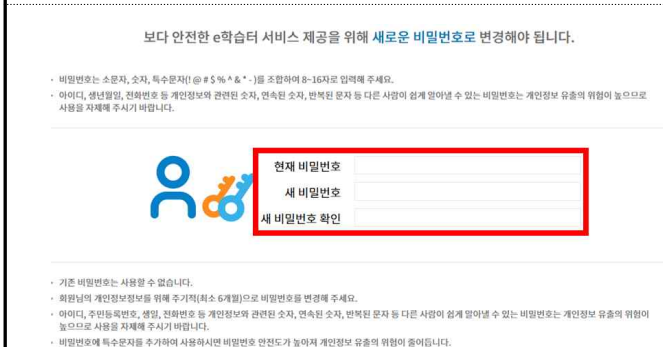 보다 안전한 e학습터 서비스 제공을 위해 새로운 비밀번호로 변경해야 됩니다.
· 비밀번호는 소문자, 숫자, 특수문자(! @ # $ % ^ & * - )를 조합하여 8~16자로 입력해 주세요.
· 아이디, 생년월일, 전화번호 등 개인정보와 관련된 숫자, 연속된 숫자, 반복된 문자 등 다른 사람이 쉽게 알아낼 수 있는 비밀번호는 개인정보 유출의 위험이 높으므로
사용을 자제해 주시기 바랍니다.
현재 비밀번호
새 비밀번호
새 비밀번호 확인
· 기존 비밀번호는 사용할 수 없습니다.
· 회원님의 개인정보정보를 위해 주기적(최소 6개월)으로 비밀번호를 변경해 주세요.
· 아이디, 주민등록번호, 생일, 전화번호 등 개인정보와 관련된 숫자, 연속된 숫자, 반복된 문자 등 다른 사람이 쉽게 알아낼 수 있는 비밀번호는 개인정보 유출의 위험이
높으므로 사용을 자제해 주시기 바랍니다.
· 비밀번호에 특수문자를 추가하여 사용하시면 비밀번호 안전도가 높아져 개인정보 유출의 위험이 줄어듭니다.